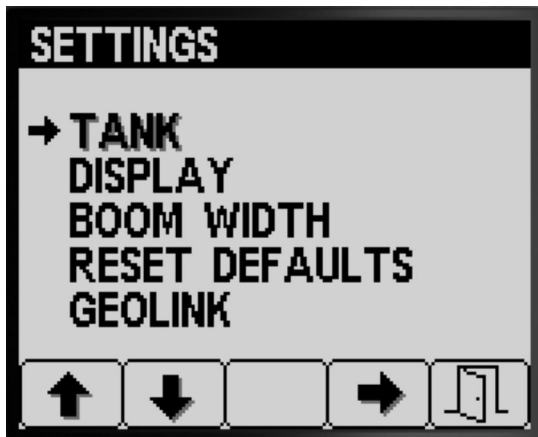 SETTINGS
TANK
DISPLAY
BOOM WIDTH
RESET DEFAULTS
GEOLINK